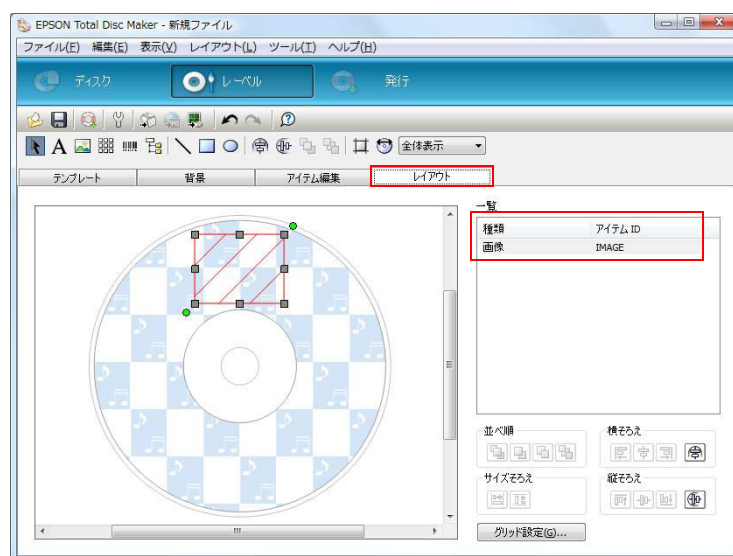 EPSON Total Disc Maker - 新規ファイル
ファイル(F) 編集(E) 表示(V) レイアウト(L) ツール(T) ヘルプ(H)
ディスク レーベル 発行
A 全体表示
テンプレート 背景 アイテム編集 レイアウト
一覧
種類 アイテム ID
画像 IMAGE
並べ順 横そろえ
サイズそろえ 縦そろえ
グリッド設定(G)...